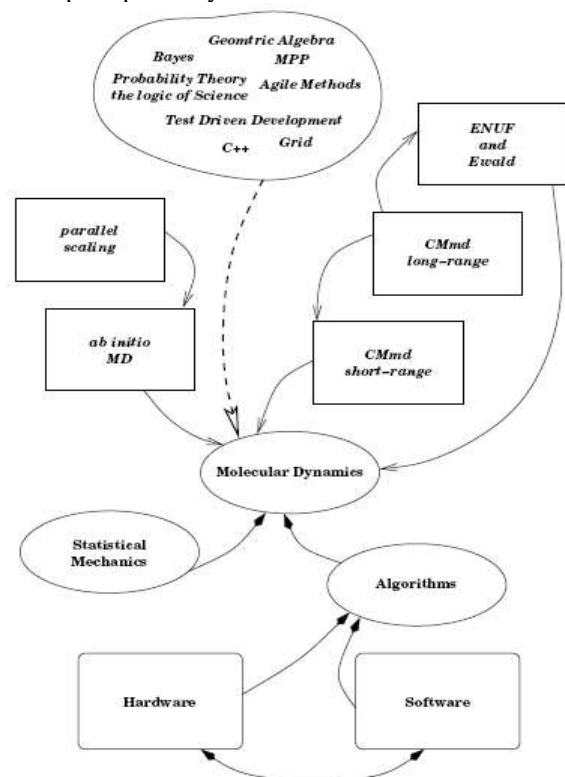 Geomtric Algebra
Bayes MPP
Probability Theory
the logic of Science
Agile Methods
Test Driven Development
C++ Grid
ENUF
and
Ewald
parallel
scaling
CMmd
long-range
ab initio
MD
CMmd
short-range
Molecular Dynamics
Statistical
Mechanics
Algorithms
Hardware
Software